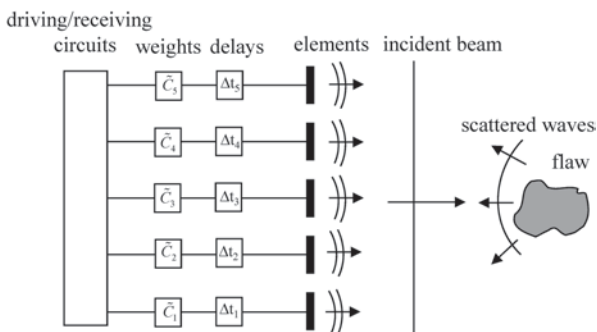 driving/receiving
circuits weights delays elements incident beam
C̃₅ Δt₅
scattered waves
C̃₄ Δt₄
flaw
C̃₃ Δt₃
C̃₂ Δt₂
C̃₁ Δt₁